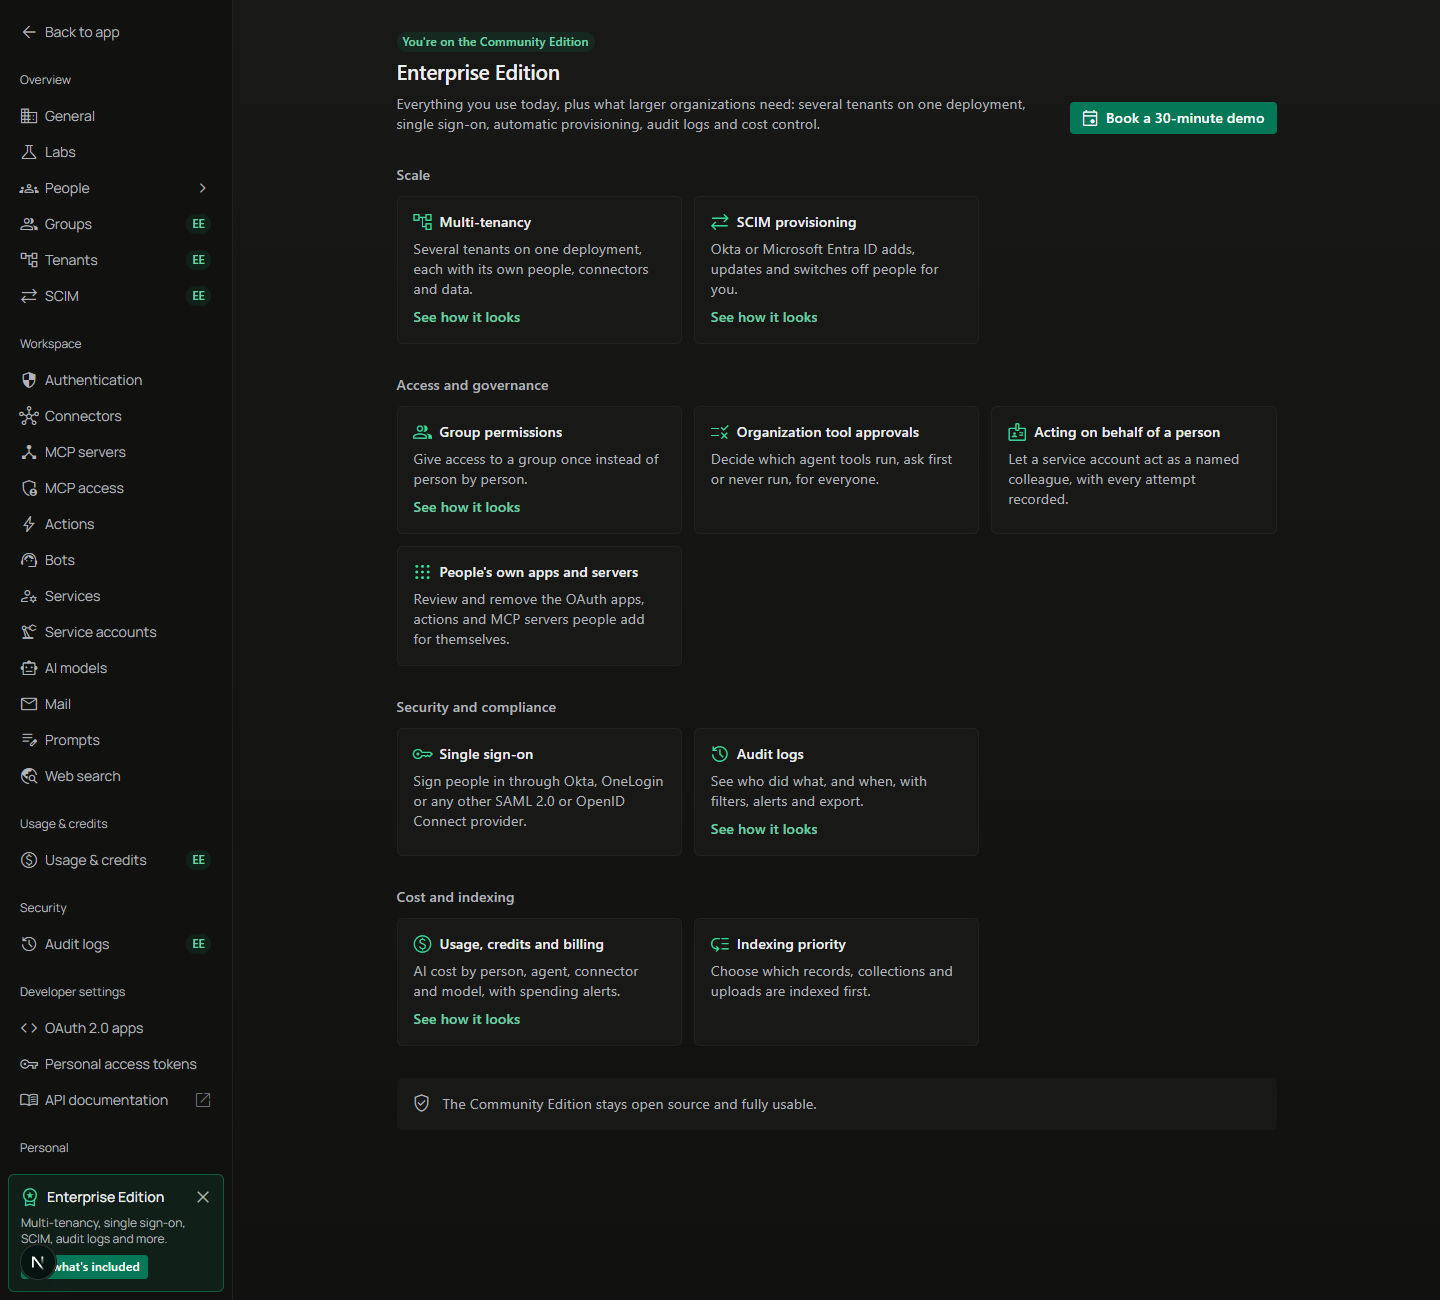 Back to app
Overview
General
Labs
People
Groups EE
Tenants EE
SCIM EE
Workspace
Authentication
Connectors
MCP servers
MCP access
Actions
Bots
Services
Service accounts
AI models
Mail
Prompts
Web search
Usage & credits
Usage & credits EE
Security
Audit logs EE
Developer settings
OAuth 2.0 apps
Personal access tokens
API documentation
Personal
Enterprise Edition
Multi-tenancy, single sign-on,
SCIM, audit logs and more.
N
what's included
You're on the Community Edition
Enterprise Edition
Everything you use today, plus what larger organizations need: several tenants on one deployment,
single sign-on, automatic provisioning, audit logs and cost control.
Book a 30-minute demo
Scale
Multi-tenancy
Several tenants on one deployment,
each with its own people, connectors
and data.
See how it looks
SCIM provisioning
Okta or Microsoft Entra ID adds,
updates and switches off people for
you.
See how it looks
Access and governance
Group permissions
Give access to a group once instead of
person by person.
See how it looks
Organization tool approvals
Decide which agent tools run, ask first
or never run, for everyone.
Acting on behalf of a person
Let a service account act as a named
colleague, with every attempt
recorded.
People's own apps and servers
Review and remove the OAuth apps,
actions and MCP servers people add
for themselves.
Security and compliance
Single sign-on
Sign people in through Okta, OneLogin
or any other SAML 2.0 or OpenID
Connect provider.
Audit logs
See who did what, and when, with
filters, alerts and export.
See how it looks
Cost and indexing
Usage, credits and billing
AI cost by person, agent, connector
and model, with spending alerts.
See how it looks
Indexing priority
Choose which records, collections and
uploads are indexed first.
The Community Edition stays open source and fully usable.